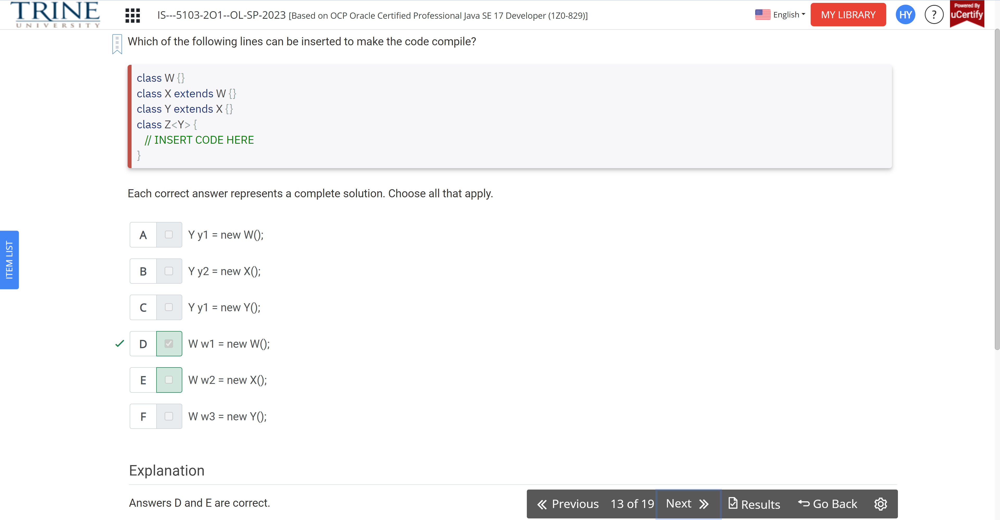 TRINE
UNIVERSITY
IS---5103-2O1--OL-SP-2023 [Based on OCP Oracle Certified Professional Java SE 17 Developer (1Z0-829)]
English
MY LIBRARY
HY
?
Powered By
uCertify
Which of the following lines can be inserted to make the code compile?
class W {}
class X extends W {}
class Y extends X {}
class Z<Y> {
// INSERT CODE HERE
}
Each correct answer represents a complete solution. Choose all that apply.
A Y y1 = new W();
B Y y2 = new X();
C Y y1 = new Y();
D W w1 = new W();
E W w2 = new X();
F W w3 = new Y();
ITEM LIST
Explanation
Answers D and E are correct.
Previous 13 of 19 Next Results Go Back